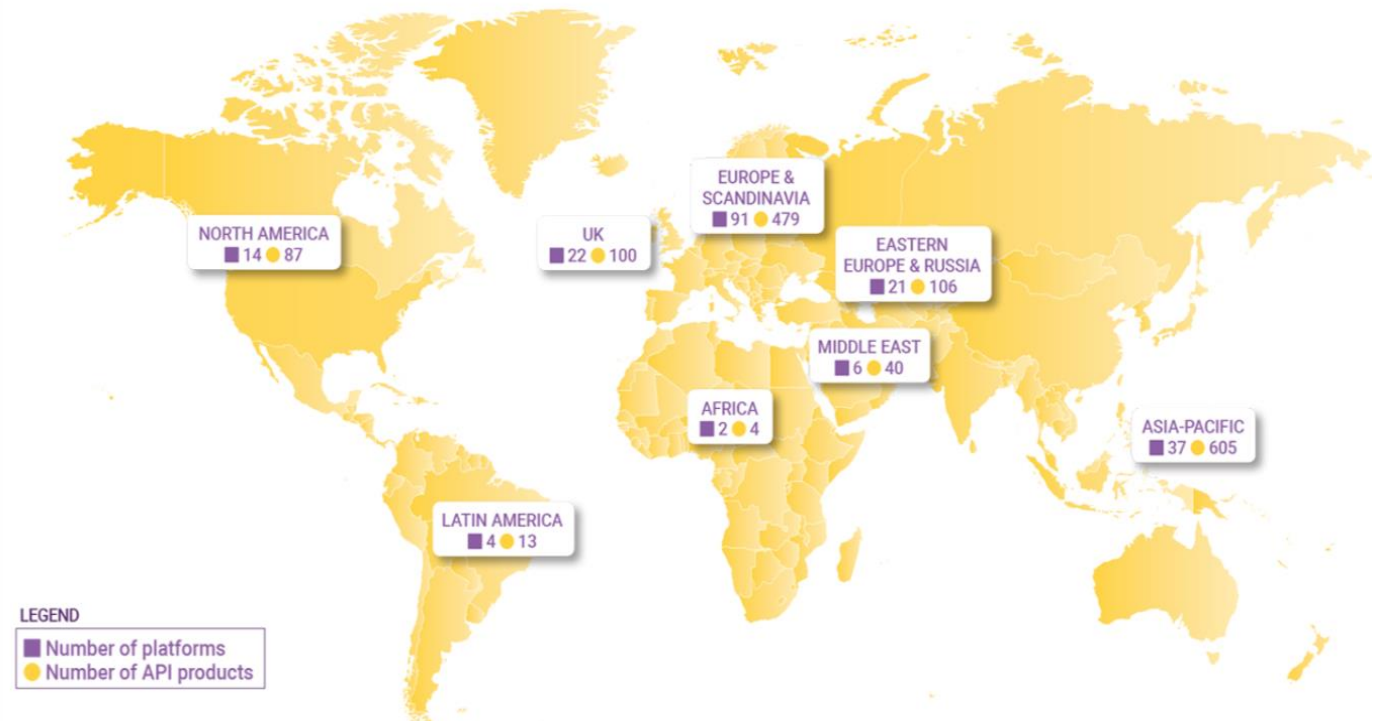 EUROPE &
SCANDINAVIA
91 479
NORTH AMERICA
14 87
UK
22 100
EASTERN
EUROPE & RUSSIA
21 106
MIDDLE EAST
6 40
AFRICA
2 4
ASIA-PACIFIC
37 605
LATIN AMERICA
4 13
LEGEND
Number of platforms
Number of API products